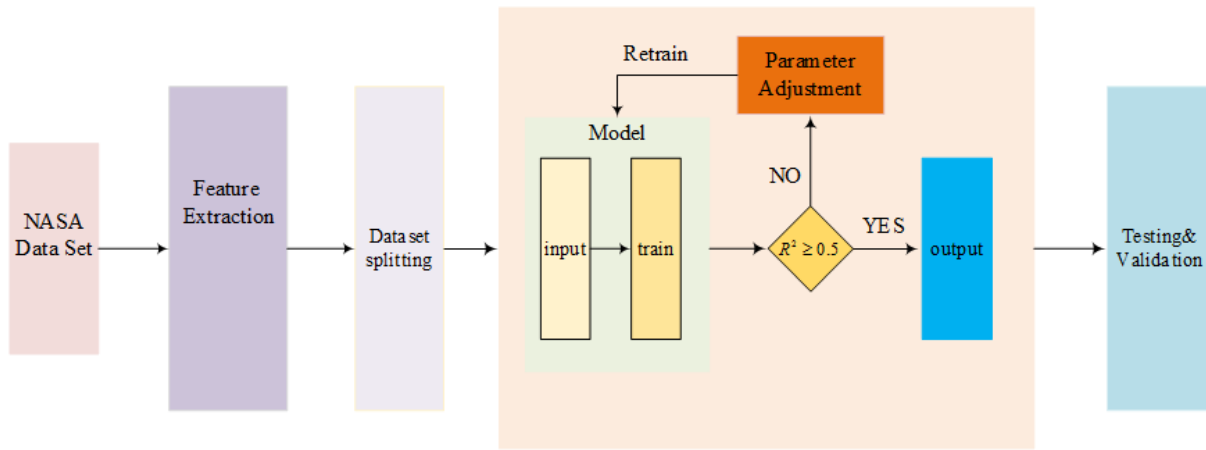 NASA
Data Set
Feature
Extraction
Data set
splitting
Retrain
Parameter
Adjustment
Model
input
train
NO
R² ≥ 0.5
YES
output
Testing&
Validation